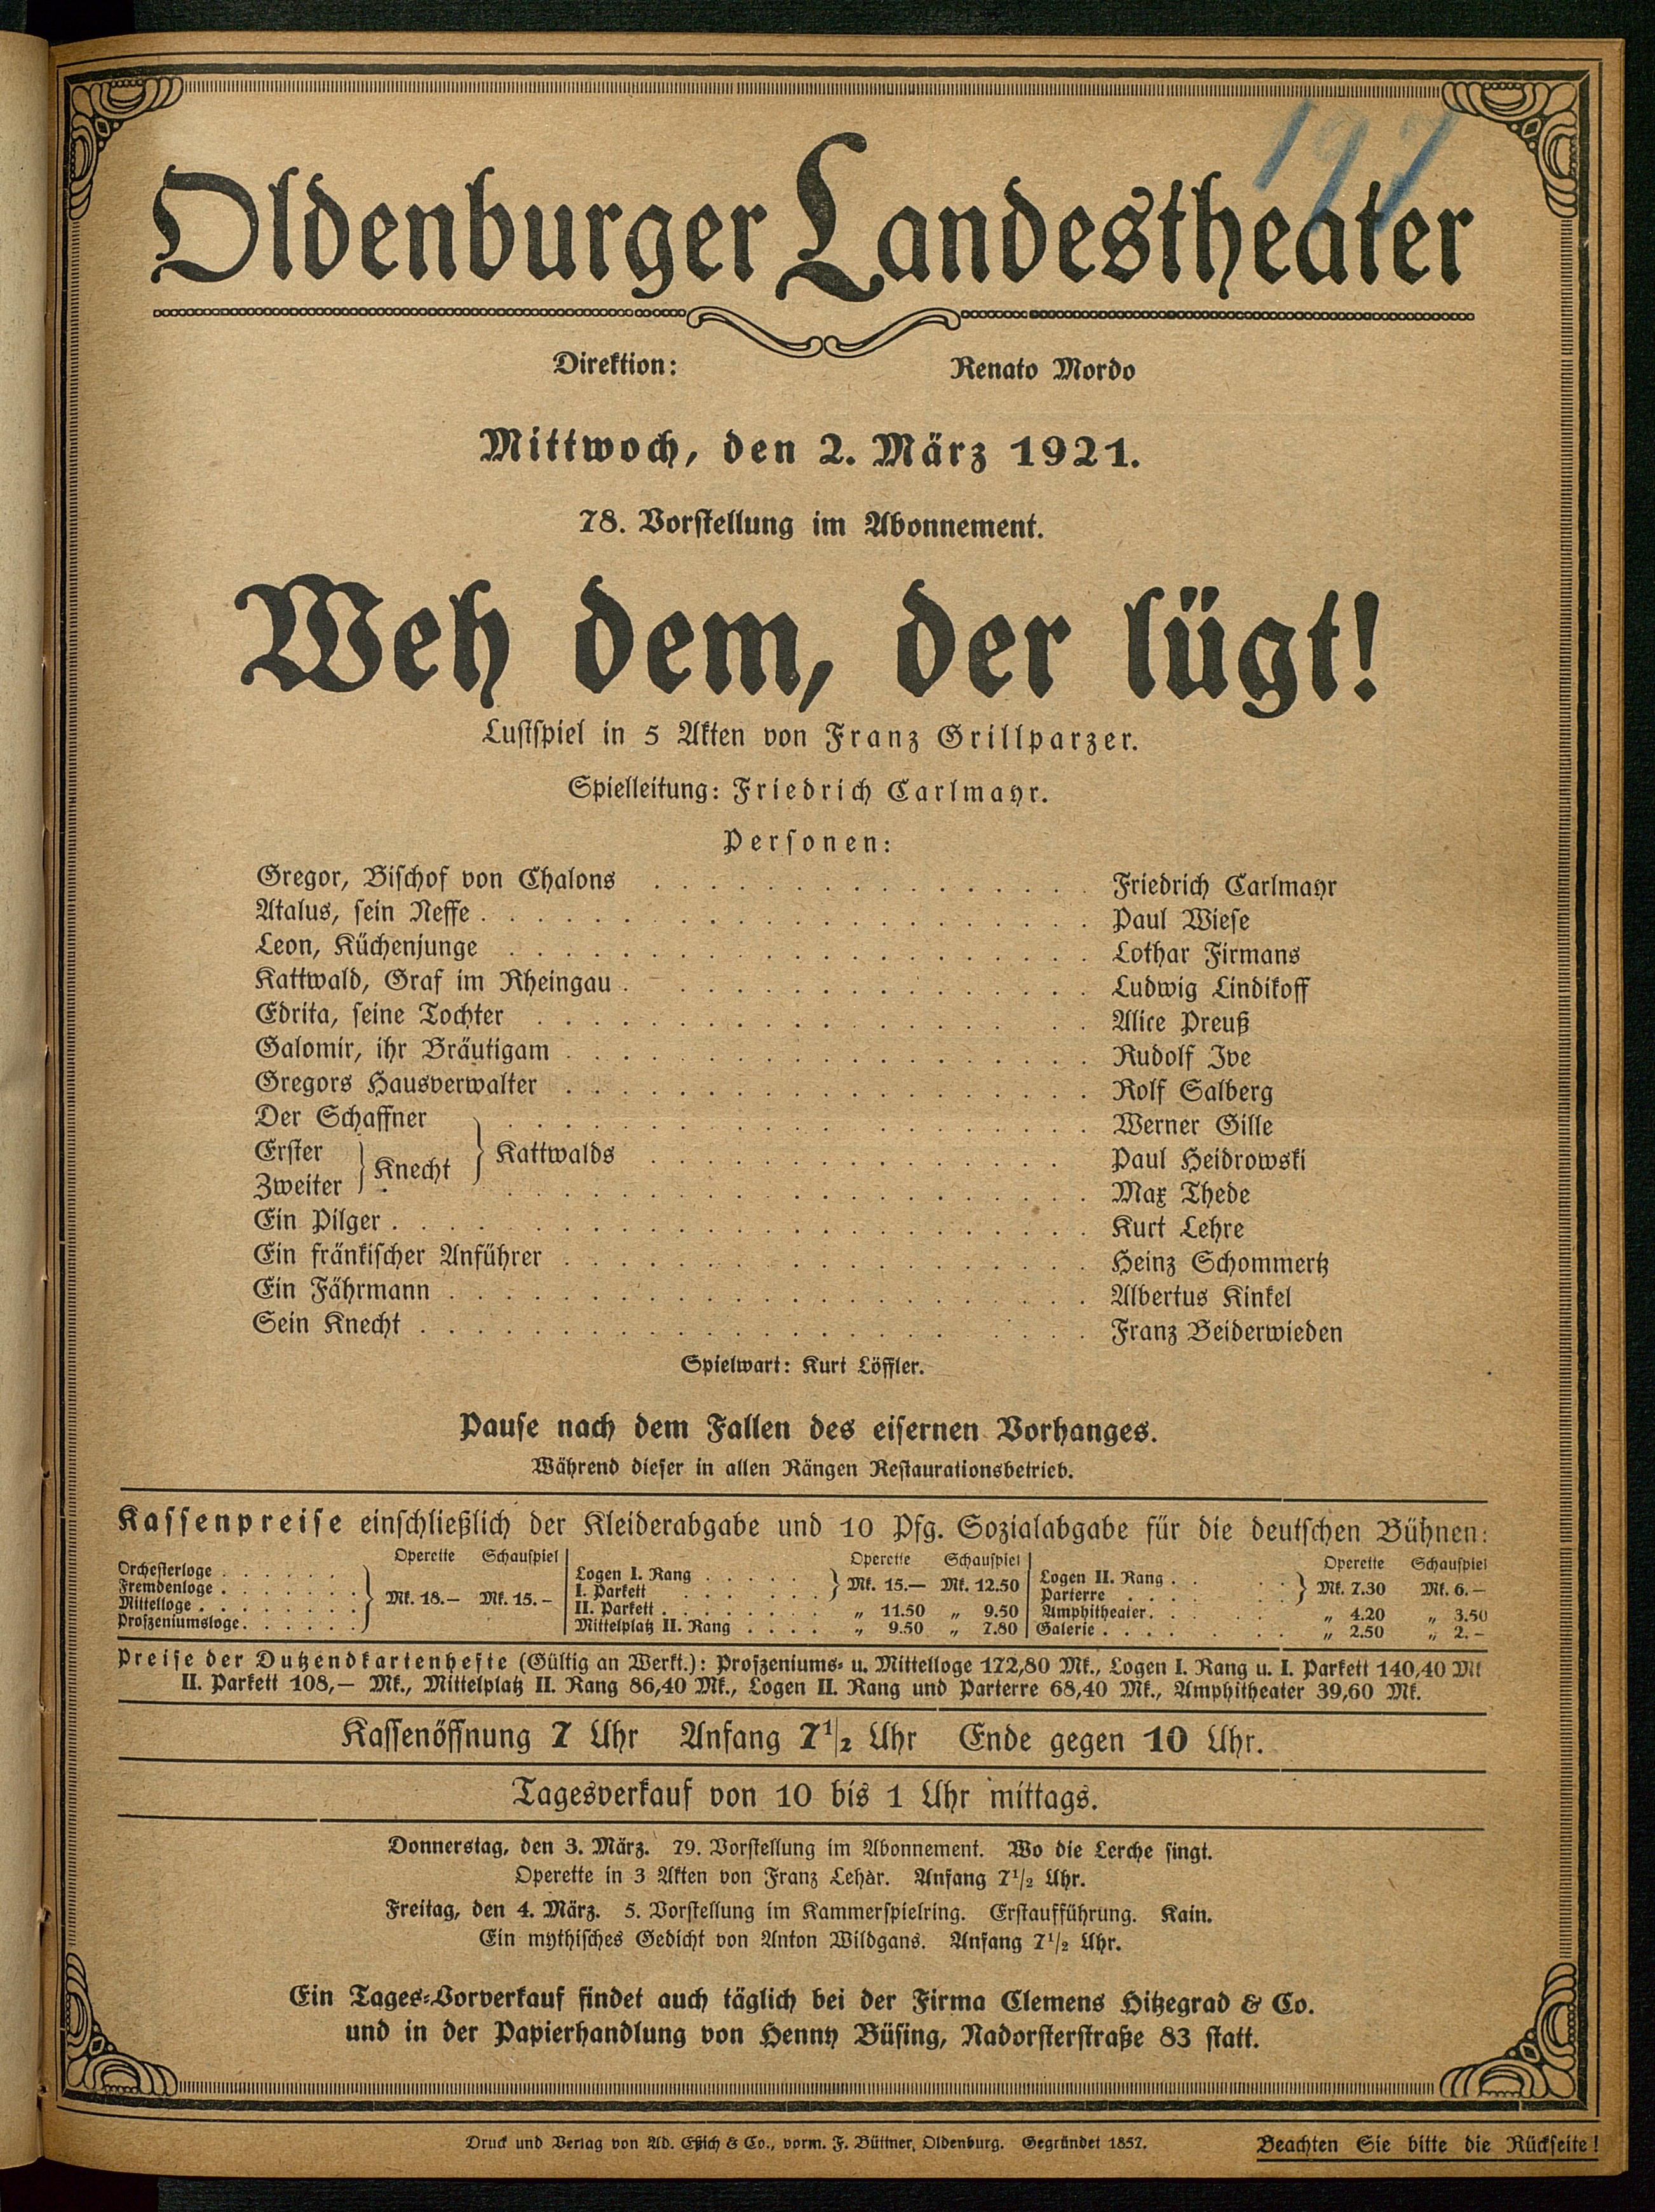 197
Oldenburger Landestheater
Direktion: Renato Mordo
Mittwoch, den 2. März 1921.
78. Vorstellung im Abonnement.
Weh dem, der lügt!
Lustspiel in 5 Akten von Franz Grillparzer.
Spielleitung: Friedrich Carlmayr.
Personen:
Gregor, Bischof von Chalons . . . . . . . . . . . . . . . Friedrich Carlmayr
Atalus, sein Neffe . . . . . . . . . . . . . . . . . . . . Paul Wiese
Leon, Küchenjunge . . . . . . . . . . . . . . . . . . . . Lothar Firmans
Kattwald, Graf im Rheingau . . . . . . . . . . . . . . . . Ludwig Lindikoff
Edrita, seine Tochter . . . . . . . . . . . . . . . . . . Alice Preuß
Galomir, ihr Bräutigam . . . . . . . . . . . . . . . . . . Rudolf Ive
Gregors Hausverwalter . . . . . . . . . . . . . . . . . . Rolf Salberg
Der Schaffner . . . . . . . . . . . . . . . . . . . . Werner Gille
Erster } Knecht } Kattwalds . . . . . . . . . . . . . . . Paul Heidrowski
Zweiter . . . . . . . . . . . . . . . . . . . . . Max Thede
Ein Pilger . . . . . . . . . . . . . . . . . . . . . . . Kurt Lehre
Ein fränkischer Anführer . . . . . . . . . . . . . . . . . . Heinz Schommertz
Ein Fährmann . . . . . . . . . . . . . . . . . . . . . . . Albertus Kinkel
Sein Knecht . . . . . . . . . . . . . . . . . . . . . . . Franz Beiderwieden
Spielwart: Kurt Löffler.
Pause nach dem Fallen des eisernen Vorhanges.
Während dieser in allen Rängen Restaurationsbetrieb.
Kassenpreise einschließlich der Kleiderabgabe und 10 Pfg. Sozialabgabe für die deutschen Bühnen:
Operette Schauspiel
Orchesterloge . . . . . .
Fremdenloge . . . . . . .
Mittelloge . . . . . . . .
Proszeniumsloge . . . . . .
} Mk. 18.— Mk. 15.—
Operette Schauspiel
Logen I. Rang . . . . .
I. Parkett . . . . . . .
} Mk. 15.— Mk. 12.50
II. Parkett . . . . . . . „ 11.50 „ 9.50
Mittelplatz II. Rang . . . . „ 9.50 „ 7.80
Operette Schauspiel
Logen II. Rang . . . . .
Parterre . . . . . . .
} Mk. 7.30 Mk. 6.—
Amphitheater . . . . . „ 4.20 „ 3.50
Galerie . . . . . . . . „ 2.50 „ 2.—
Preise der Dutzendkartenhefte (Gültig an Werkt.): Proszeniums- u. Mittelloge 172,80 Mk., Logen I. Rang u. I. Parkett 140,40 Mk
II. Parkett 108,— Mk., Mittelplatz II. Rang 86,40 Mk., Logen II. Rang und Parterre 68,40 Mk., Amphitheater 39,60 Mk.
Kassenöffnung 7 Uhr Anfang 7½ Uhr Ende gegen 10 Uhr.
Tagesverkauf von 10 bis 1 Uhr mittags.
Donnerstag, den 3. März. 79. Vorstellung im Abonnement. Wo die Lerche singt.
Operette in 3 Akten von Franz Lehàr. Anfang 7½ Uhr.
Freitag, den 4. März. 5. Vorstellung im Kammerspielring. Erstaufführung. Kain.
Ein mythisches Gedicht von Anton Wildgans. Anfang 7½ Uhr.
Ein Tages-Vorverkauf findet auch täglich bei der Firma Clemens Hitzegrad & Co.
und in der Papierhandlung von Henny Büsing, Nadorsterstraße 83 statt.
Druck und Verlag von Ad. Eßich & Co., vorm. F. Büttner, Oldenburg. Gegründet 1857.
Beachten Sie bitte die Rückseite!